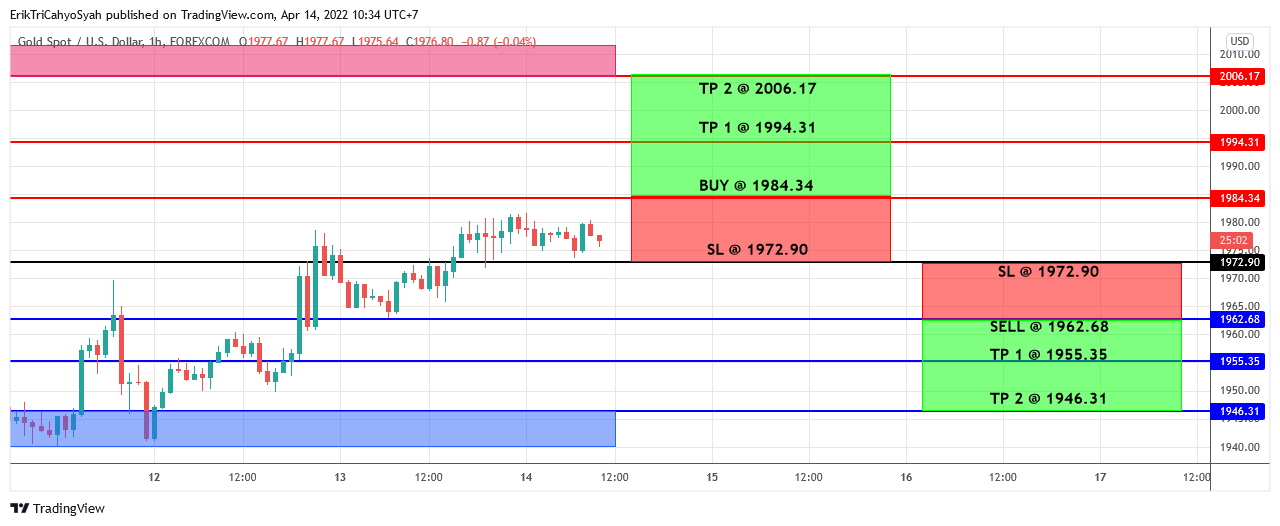 ErikTriCahyoSyah published on TradingView.com, Apr 14, 2022 10:34 UTC+7
Gold Spot / U.S. Dollar, 1h, FOREXCOM O1977.67 H1977.67 L1975.64 C1976.80 −0.87 (−0.04%)
USD
2010.00
2006.17
TP 2 @ 2006.17
2000.00
TP 1 @ 1994.31
1994.31
1990.00
BUY @ 1984.34
1984.34
1980.00
25:02
1975.00
SL @ 1972.90
1972.90
SL @ 1972.90
1970.00
1965.00
1962.68
SELL @ 1962.68
1960.00
TP 1 @ 1955.35
1955.35
1950.00
TP 2 @ 1946.31
1946.31
1940.00
12 12:00 13 12:00 14 12:00 15 12:00 16 12:00 17 12:00
TradingView